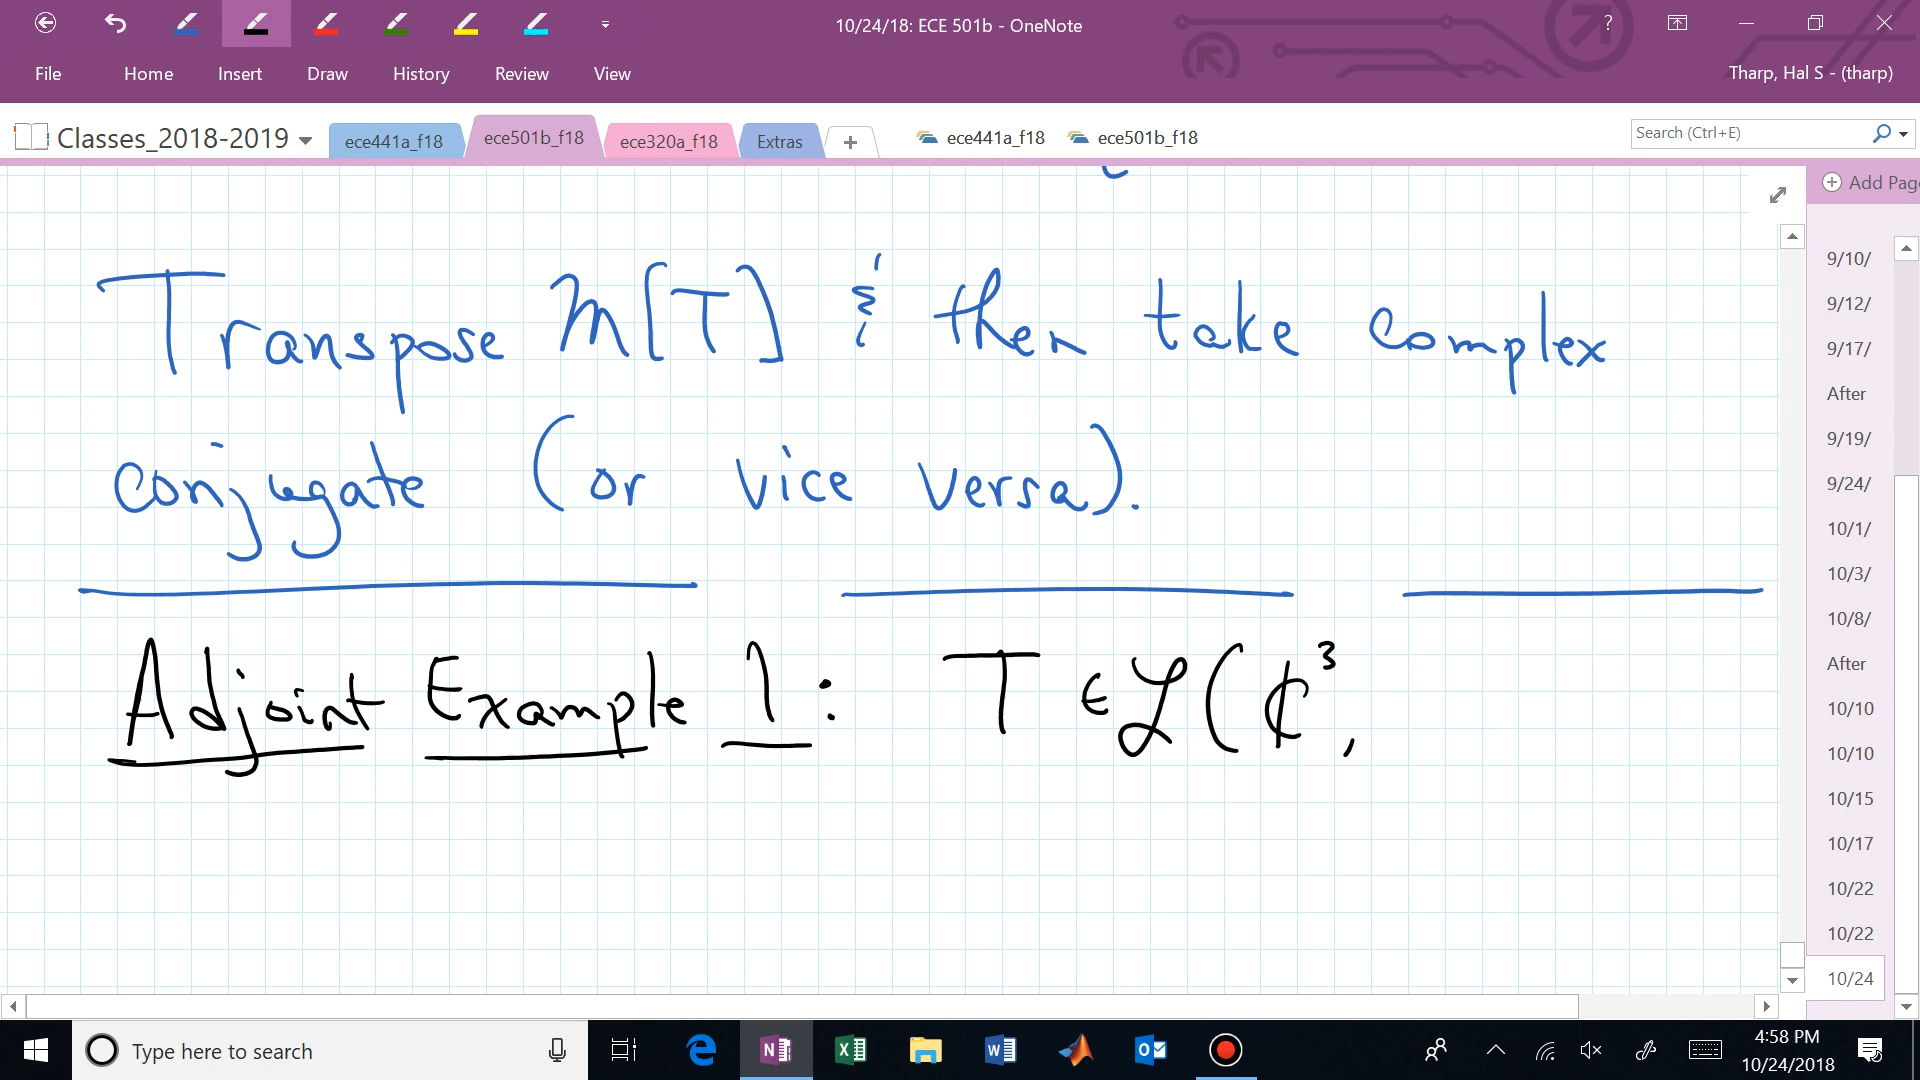 10/24/18: ECE 501b - OneNote
?
File Home Insert Draw History Review View
Tharp, Hal S - (tharp)
Classes_2018-2019
ece441a_f18
ece501b_f18
ece320a_f18
Extras
ece441a_f18
ece501b_f18
Search (Ctrl+E)
Add Page
Transpose M[T] & then take complex
conjugate (or vice versa).
Adjoint Example 1: T ∈ ℒ(ℂ³,
9/10/
9/12/
9/17/
After
9/19/
9/24/
10/1/
10/3/
10/8/
After
10/10
10/10
10/15
10/17
10/22
10/22
10/24
Type here to search
4:58 PM
10/24/2018